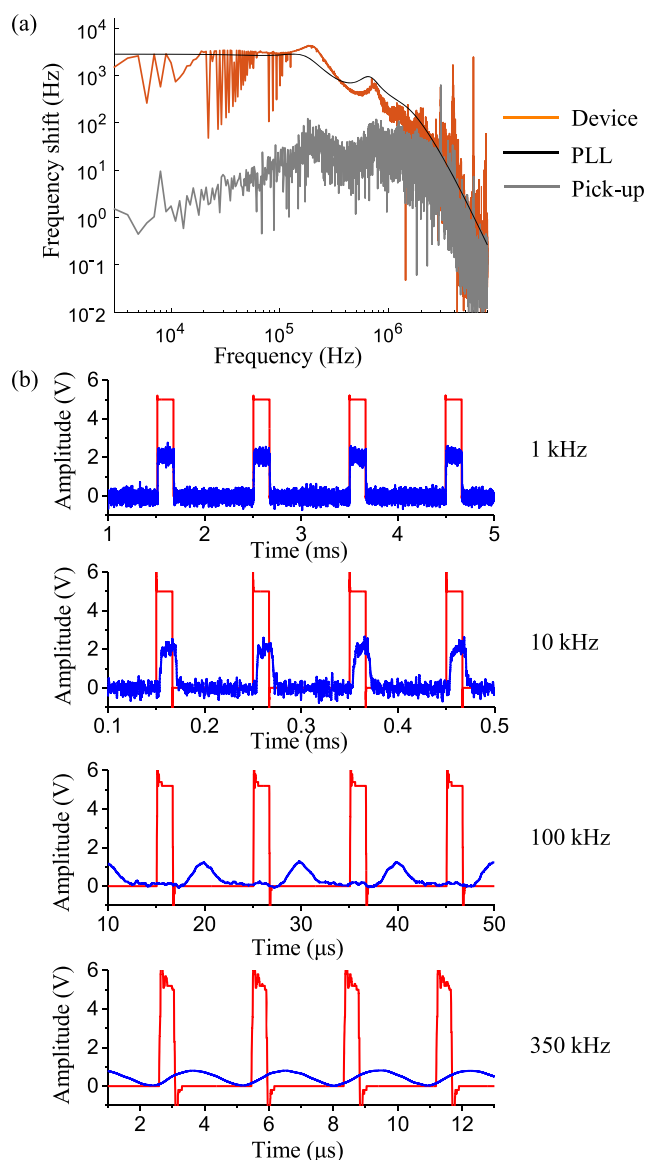 (a)
Frequency shift (Hz)
10^4
10^3
10^2
10^1
10^0
10^-1
10^-2
10^4 10^5 10^6
Frequency (Hz)
Device
PLL
Pick-up
(b)
Amplitude (V)
6
4
2
0
1 2 3 4 5
Time (ms)
1 kHz
Amplitude (V)
6
4
2
0
0.1 0.2 0.3 0.4 0.5
Time (ms)
10 kHz
Amplitude (V)
6
4
2
0
10 20 30 40 50
Time (μs)
100 kHz
Amplitude (V)
6
4
2
0
2 4 6 8 10 12
Time (μs)
350 kHz